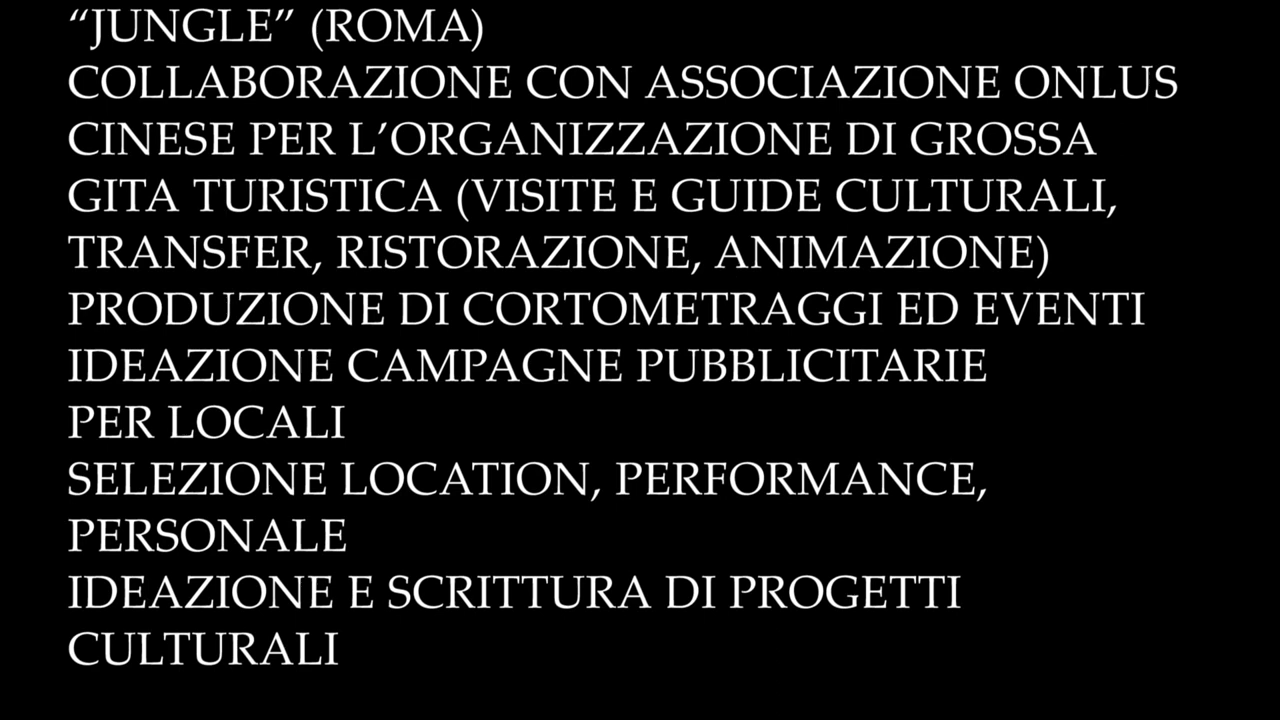 “JUNGLE” (ROMA)
COLLABORAZIONE CON ASSOCIAZIONE ONLUS
CINESE PER L’ORGANIZZAZIONE DI GROSSA
GITA TURISTICA (VISITE E GUIDE CULTURALI,
TRANSFER, RISTORAZIONE, ANIMAZIONE)
PRODUZIONE DI CORTOMETRAGGI ED EVENTI
IDEAZIONE CAMPAGNE PUBBLICITARIE
PER LOCALI
SELEZIONE LOCATION, PERFORMANCE,
PERSONALE
IDEAZIONE E SCRITTURA DI PROGETTI
CULTURALI